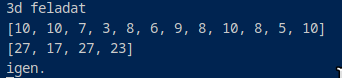 3d feladat
[10, 10, 7, 3, 8, 6, 9, 8, 10, 8, 5, 10]
[27, 17, 27, 23]
igen.